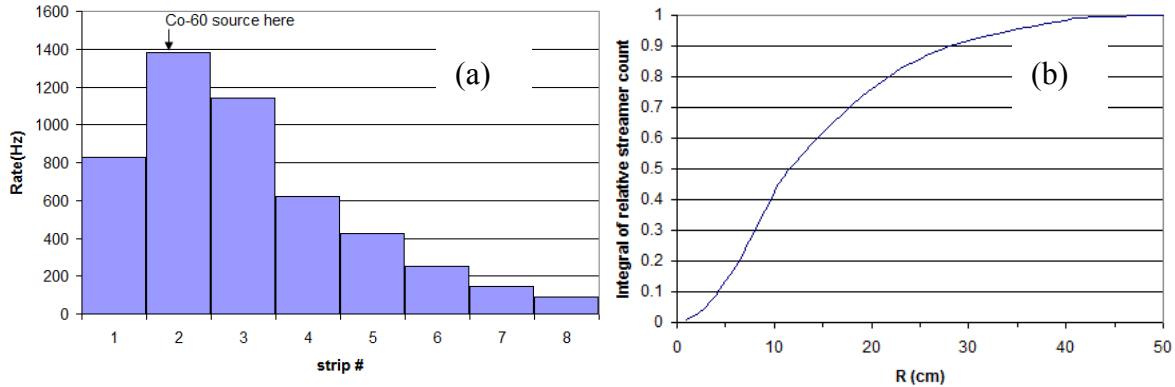 Co-60 source here
(a)
Rate(Hz)
1600
1400
1200
1000
800
600
400
200
0
1 2 3 4 5 6 7 8
strip #
(b)
Integral of relative streamer count
1
0.9
0.8
0.7
0.6
0.5
0.4
0.3
0.2
0.1
0
0 10 20 30 40 50
R (cm)